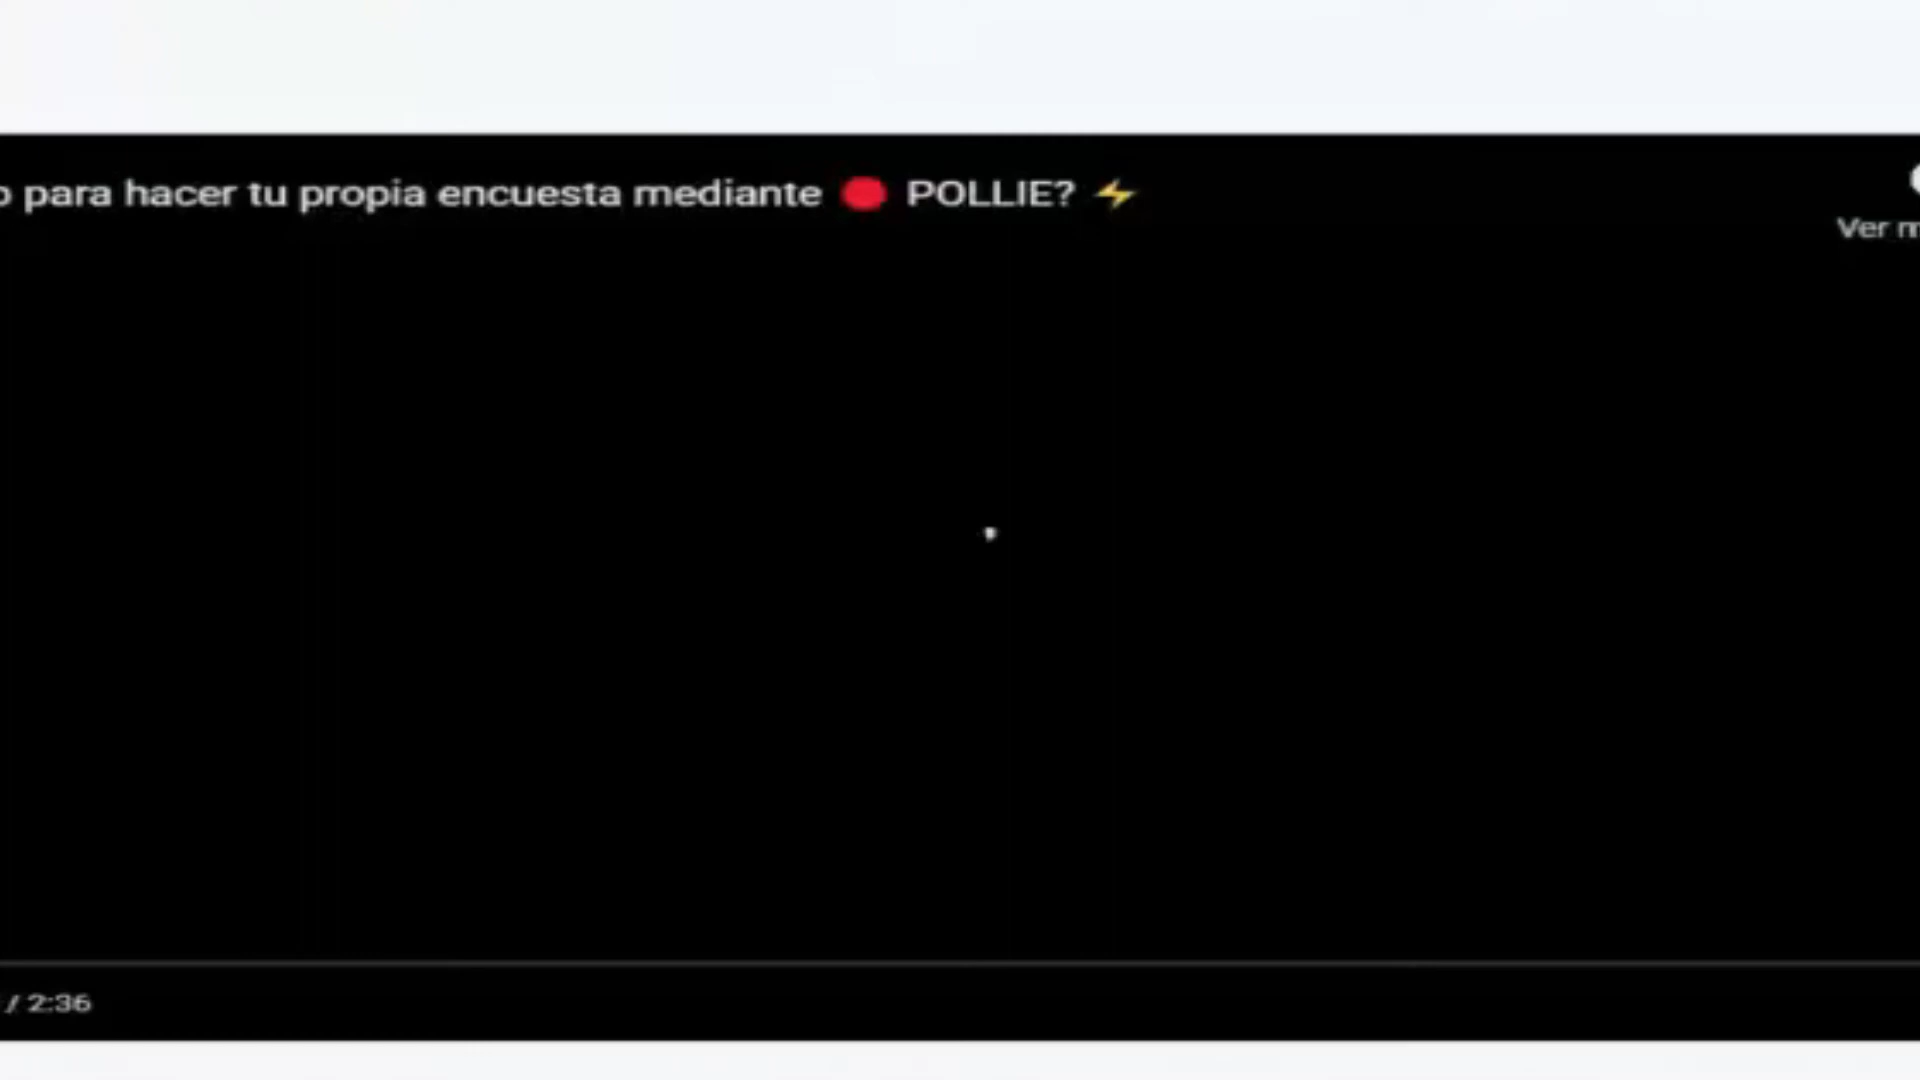 para hacer tu propia encuesta mediante 🔴 POLLIE? ⚡
Ver
/ 2:36